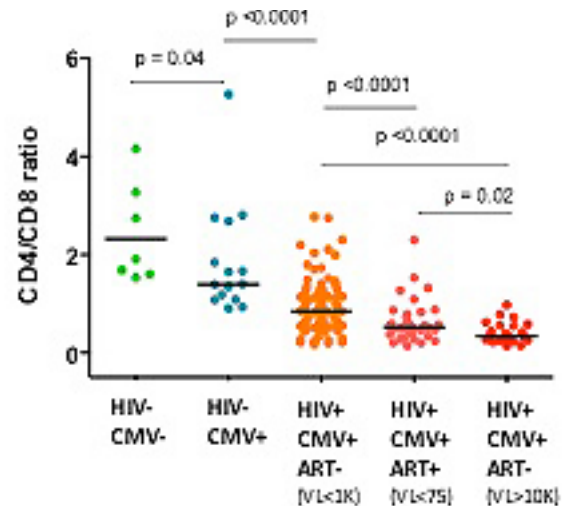 p <0.0001
p = 0.04
p <0.0001
p <0.0001
p = 0.02
6
4
2
0
CD4/CD8 ratio
HIV-
CMV-
HIV-
CMV+
HIV+
CMV+
ART-
(VL<1K)
HIV+
CMV+
ART+
(VL<75)
HIV+
CMV+
ART-
(VL>10K)